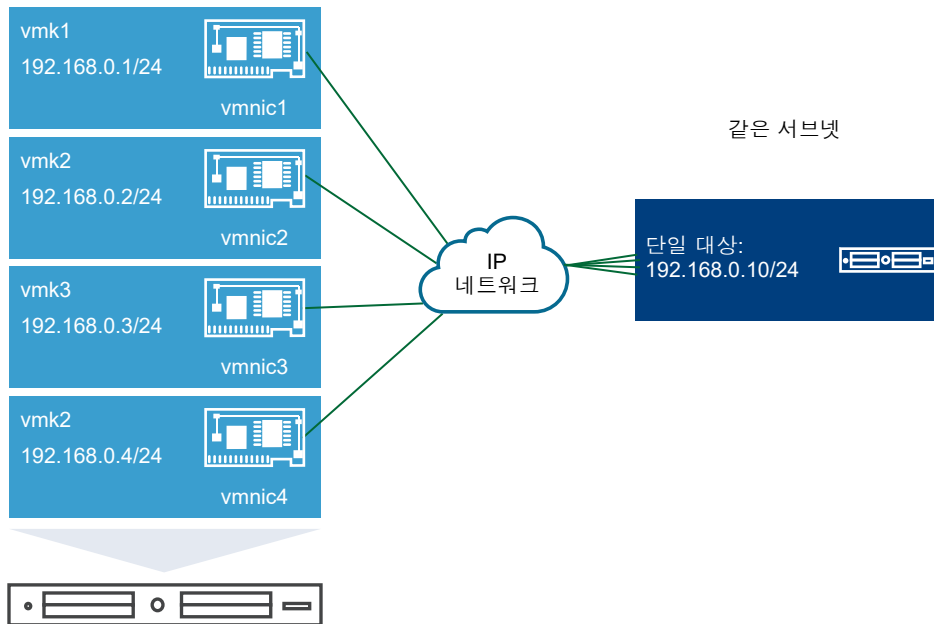 vmk1
192.168.0.1/24
vmnic1
vmk2
192.168.0.2/24
vmnic2
vmk3
192.168.0.3/24
vmnic3
vmk2
192.168.0.4/24
vmnic4
IP
네트워크
같은 서브넷
단일 대상:
192.168.0.10/24